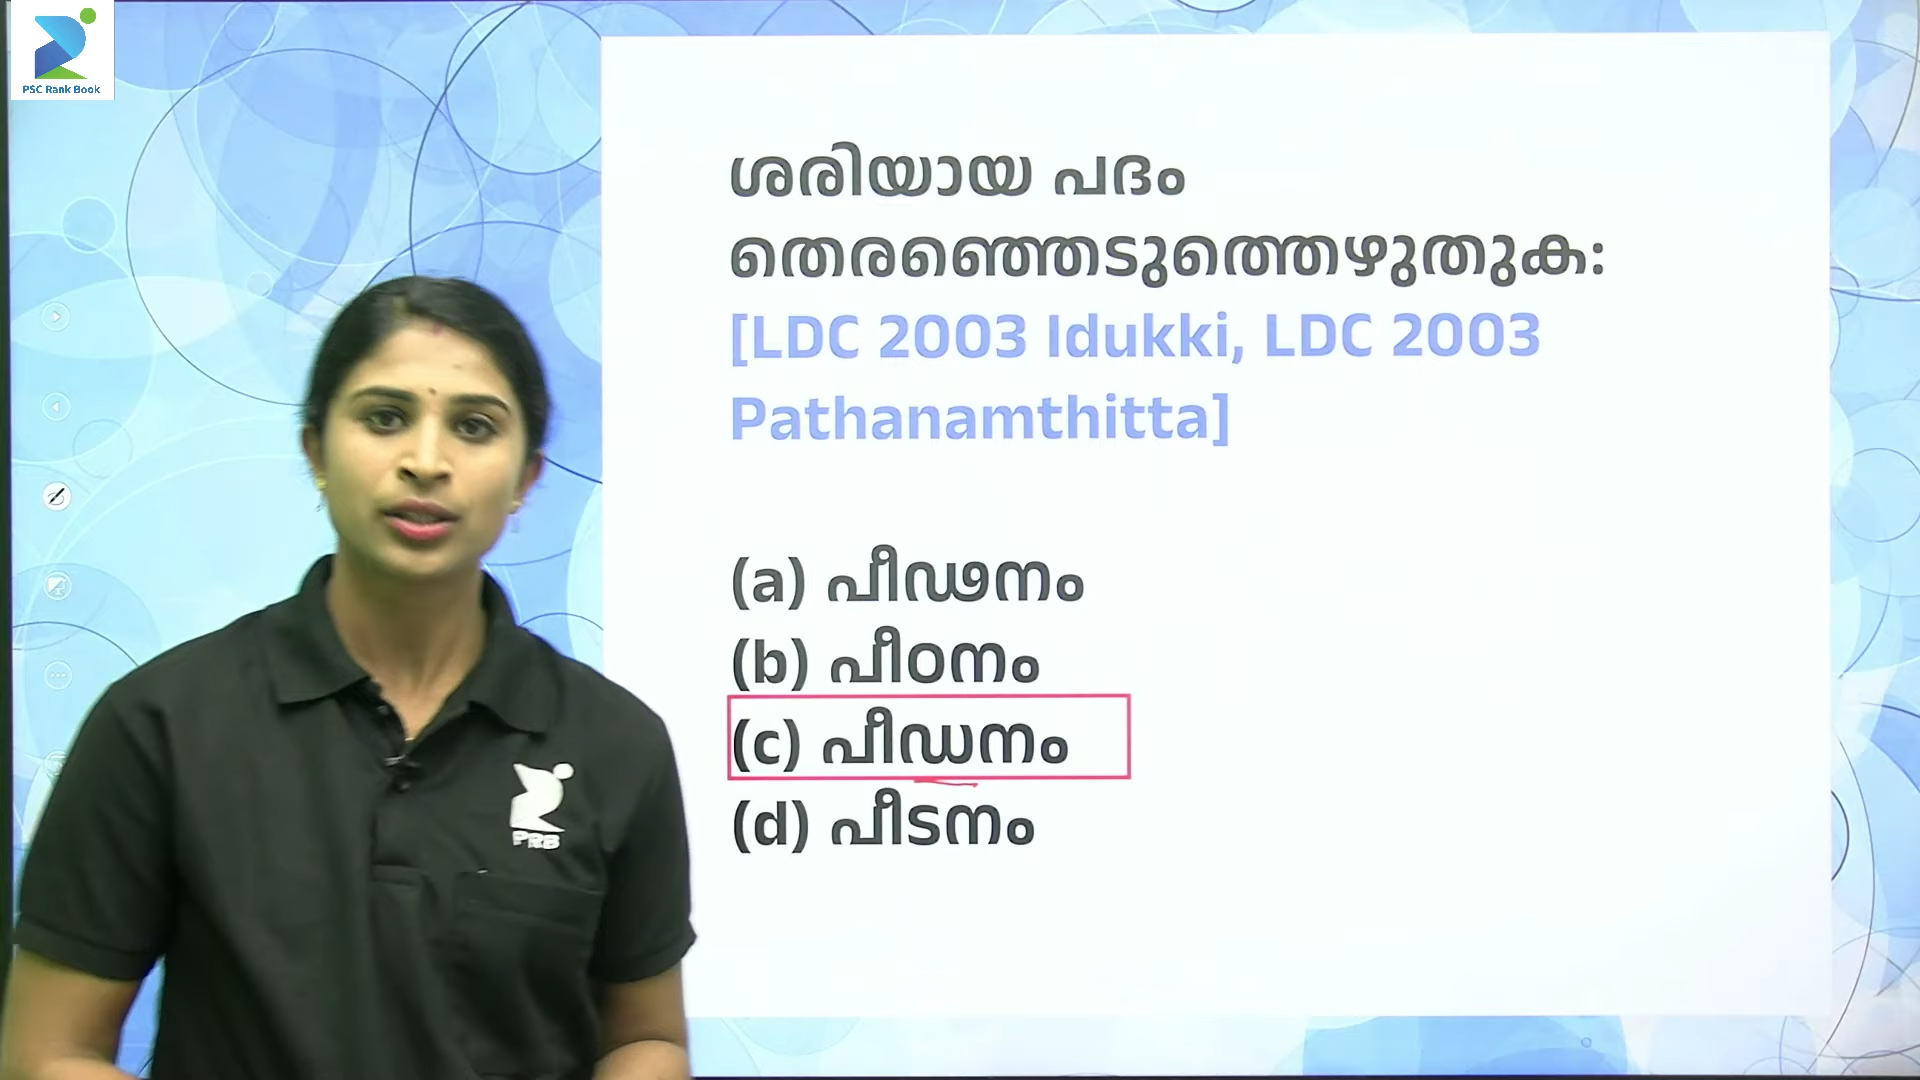 PSC Rank Book
ശരിയായ പദം
തെരഞ്ഞെടുത്തെഴുതുക:
[LDC 2003 Idukki, LDC 2003
Pathanamthitta]
(a) പീഢനം
(b) പീഠനം
(c) പീഡനം
(d) പീടനം
PRB